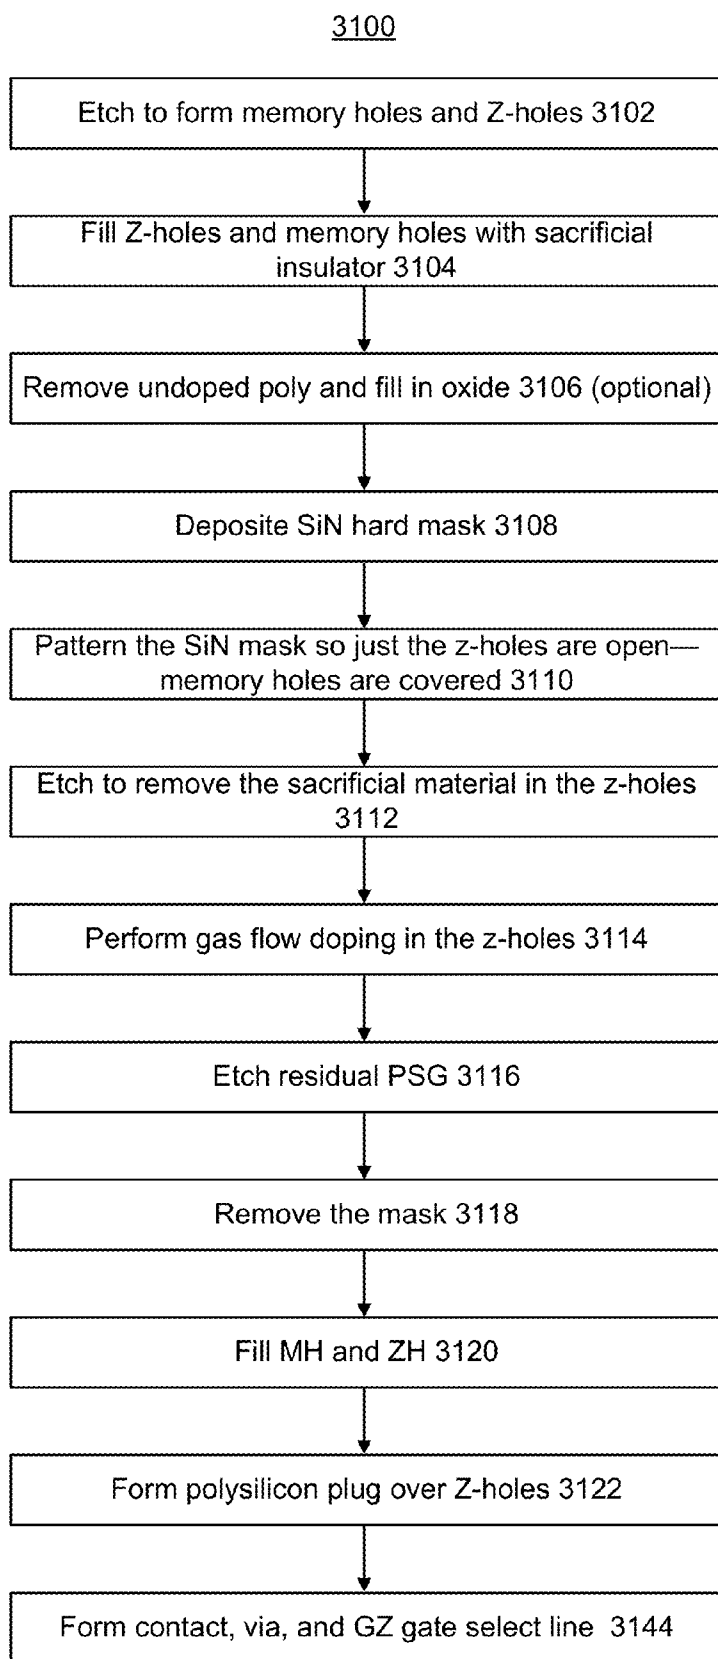 3100
Etch to form memory holes and Z-holes 3102
Fill Z-holes and memory holes with sacrificial
insulator 3104
Remove undoped poly and fill in oxide 3106 (optional)
Deposite SiN hard mask 3108
Pattern the SiN mask so just the z-holes are open—
memory holes are covered 3110
Etch to remove the sacrificial material in the z-holes
3112
Perform gas flow doping in the z-holes 3114
Etch residual PSG 3116
Remove the mask 3118
Fill MH and ZH 3120
Form polysilicon plug over Z-holes 3122
Form contact, via, and GZ gate select line 3144